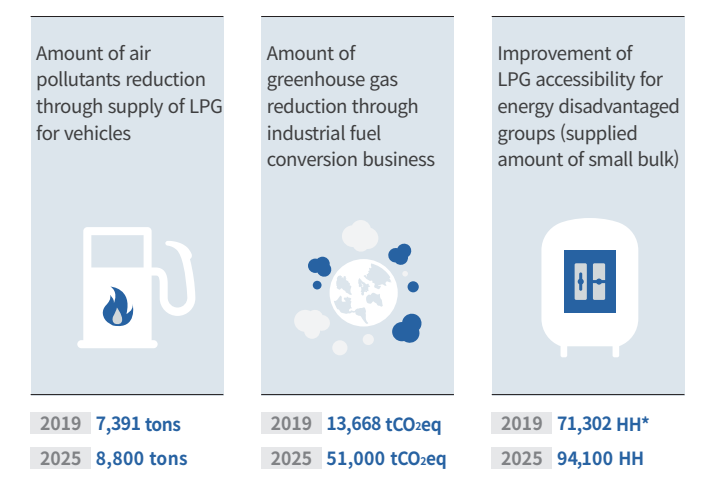 Amount of air
pollutants reduction
through supply of LPG
for vehicles
2019 7,391 tons
2025 8,800 tons
Amount of
greenhouse gas
reduction through
industrial fuel
conversion business
2019 13,668 tCO₂eq
2025 51,000 tCO₂eq
Improvement of
LPG accessibility for
energy disadvantaged
groups (supplied
amount of small bulk)
2019 71,302 HH*
2025 94,100 HH